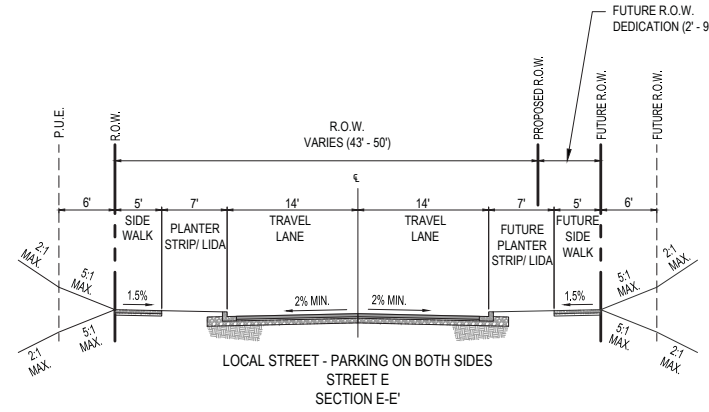 FUTURE R.O.W.
DEDICATION (2' - 9
P.U.E.
R.O.W.
R.O.W.
VARIES (43' - 50')
PROPOSED R.O.W.
FUTURE R.O.W.
FUTURE R.O.W.
℄
6' 5' 7' 14' 14' 7' 5' 6'
SIDE
WALK
PLANTER
STRIP/ LIDA
TRAVEL
LANE
TRAVEL
LANE
FUTURE
PLANTER
STRIP/ LIDA
FUTURE
SIDE
WALK
2:1
MAX.
5:1
MAX.
1.5%
2% MIN.
2% MIN.
1.5%
5:1
MAX.
2:1
MAX.
2:1
MAX.
5:1
MAX.
5:1
MAX.
2:1
MAX.
LOCAL STREET - PARKING ON BOTH SIDES
STREET E
SECTION E-E'